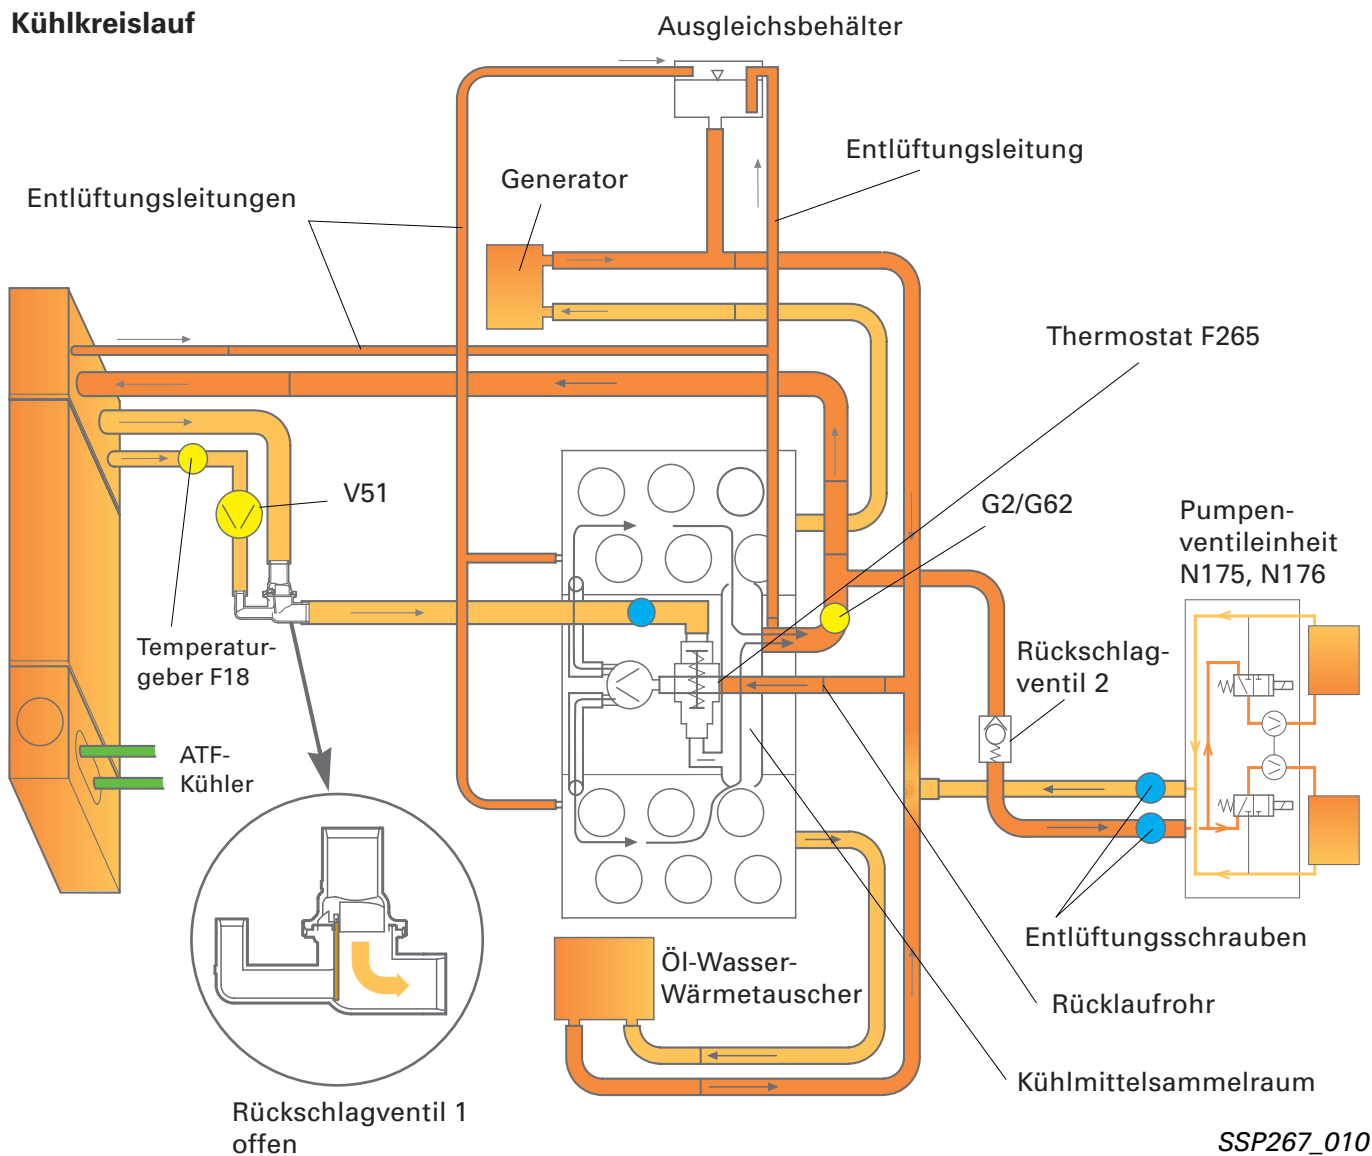 Kühlkreislauf
Ausgleichsbehälter
Entlüftungsleitung
Generator
Entlüftungsleitungen
Thermostat F265
V51
G2/G62
Pumpen-
ventileinheit
N175, N176
Temperatur-
geber F18
Rückschlag-
ventil 2
ATF-
Kühler
Entlüftungsschrauben
Öl-Wasser-
Wärmetauscher
Rücklaufrohr
Kühlmittelsammelraum
Rückschlagventil 1
offen
SSP267_010